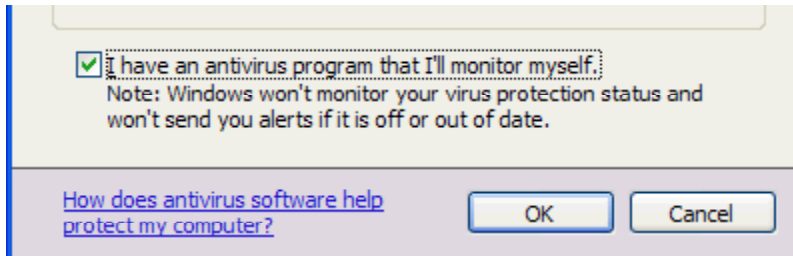 I have an antivirus program that I'll monitor myself.
Note: Windows won't monitor your virus protection status and
won't send you alerts if it is off or out of date.
How does antivirus software help
protect my computer?
OK
Cancel